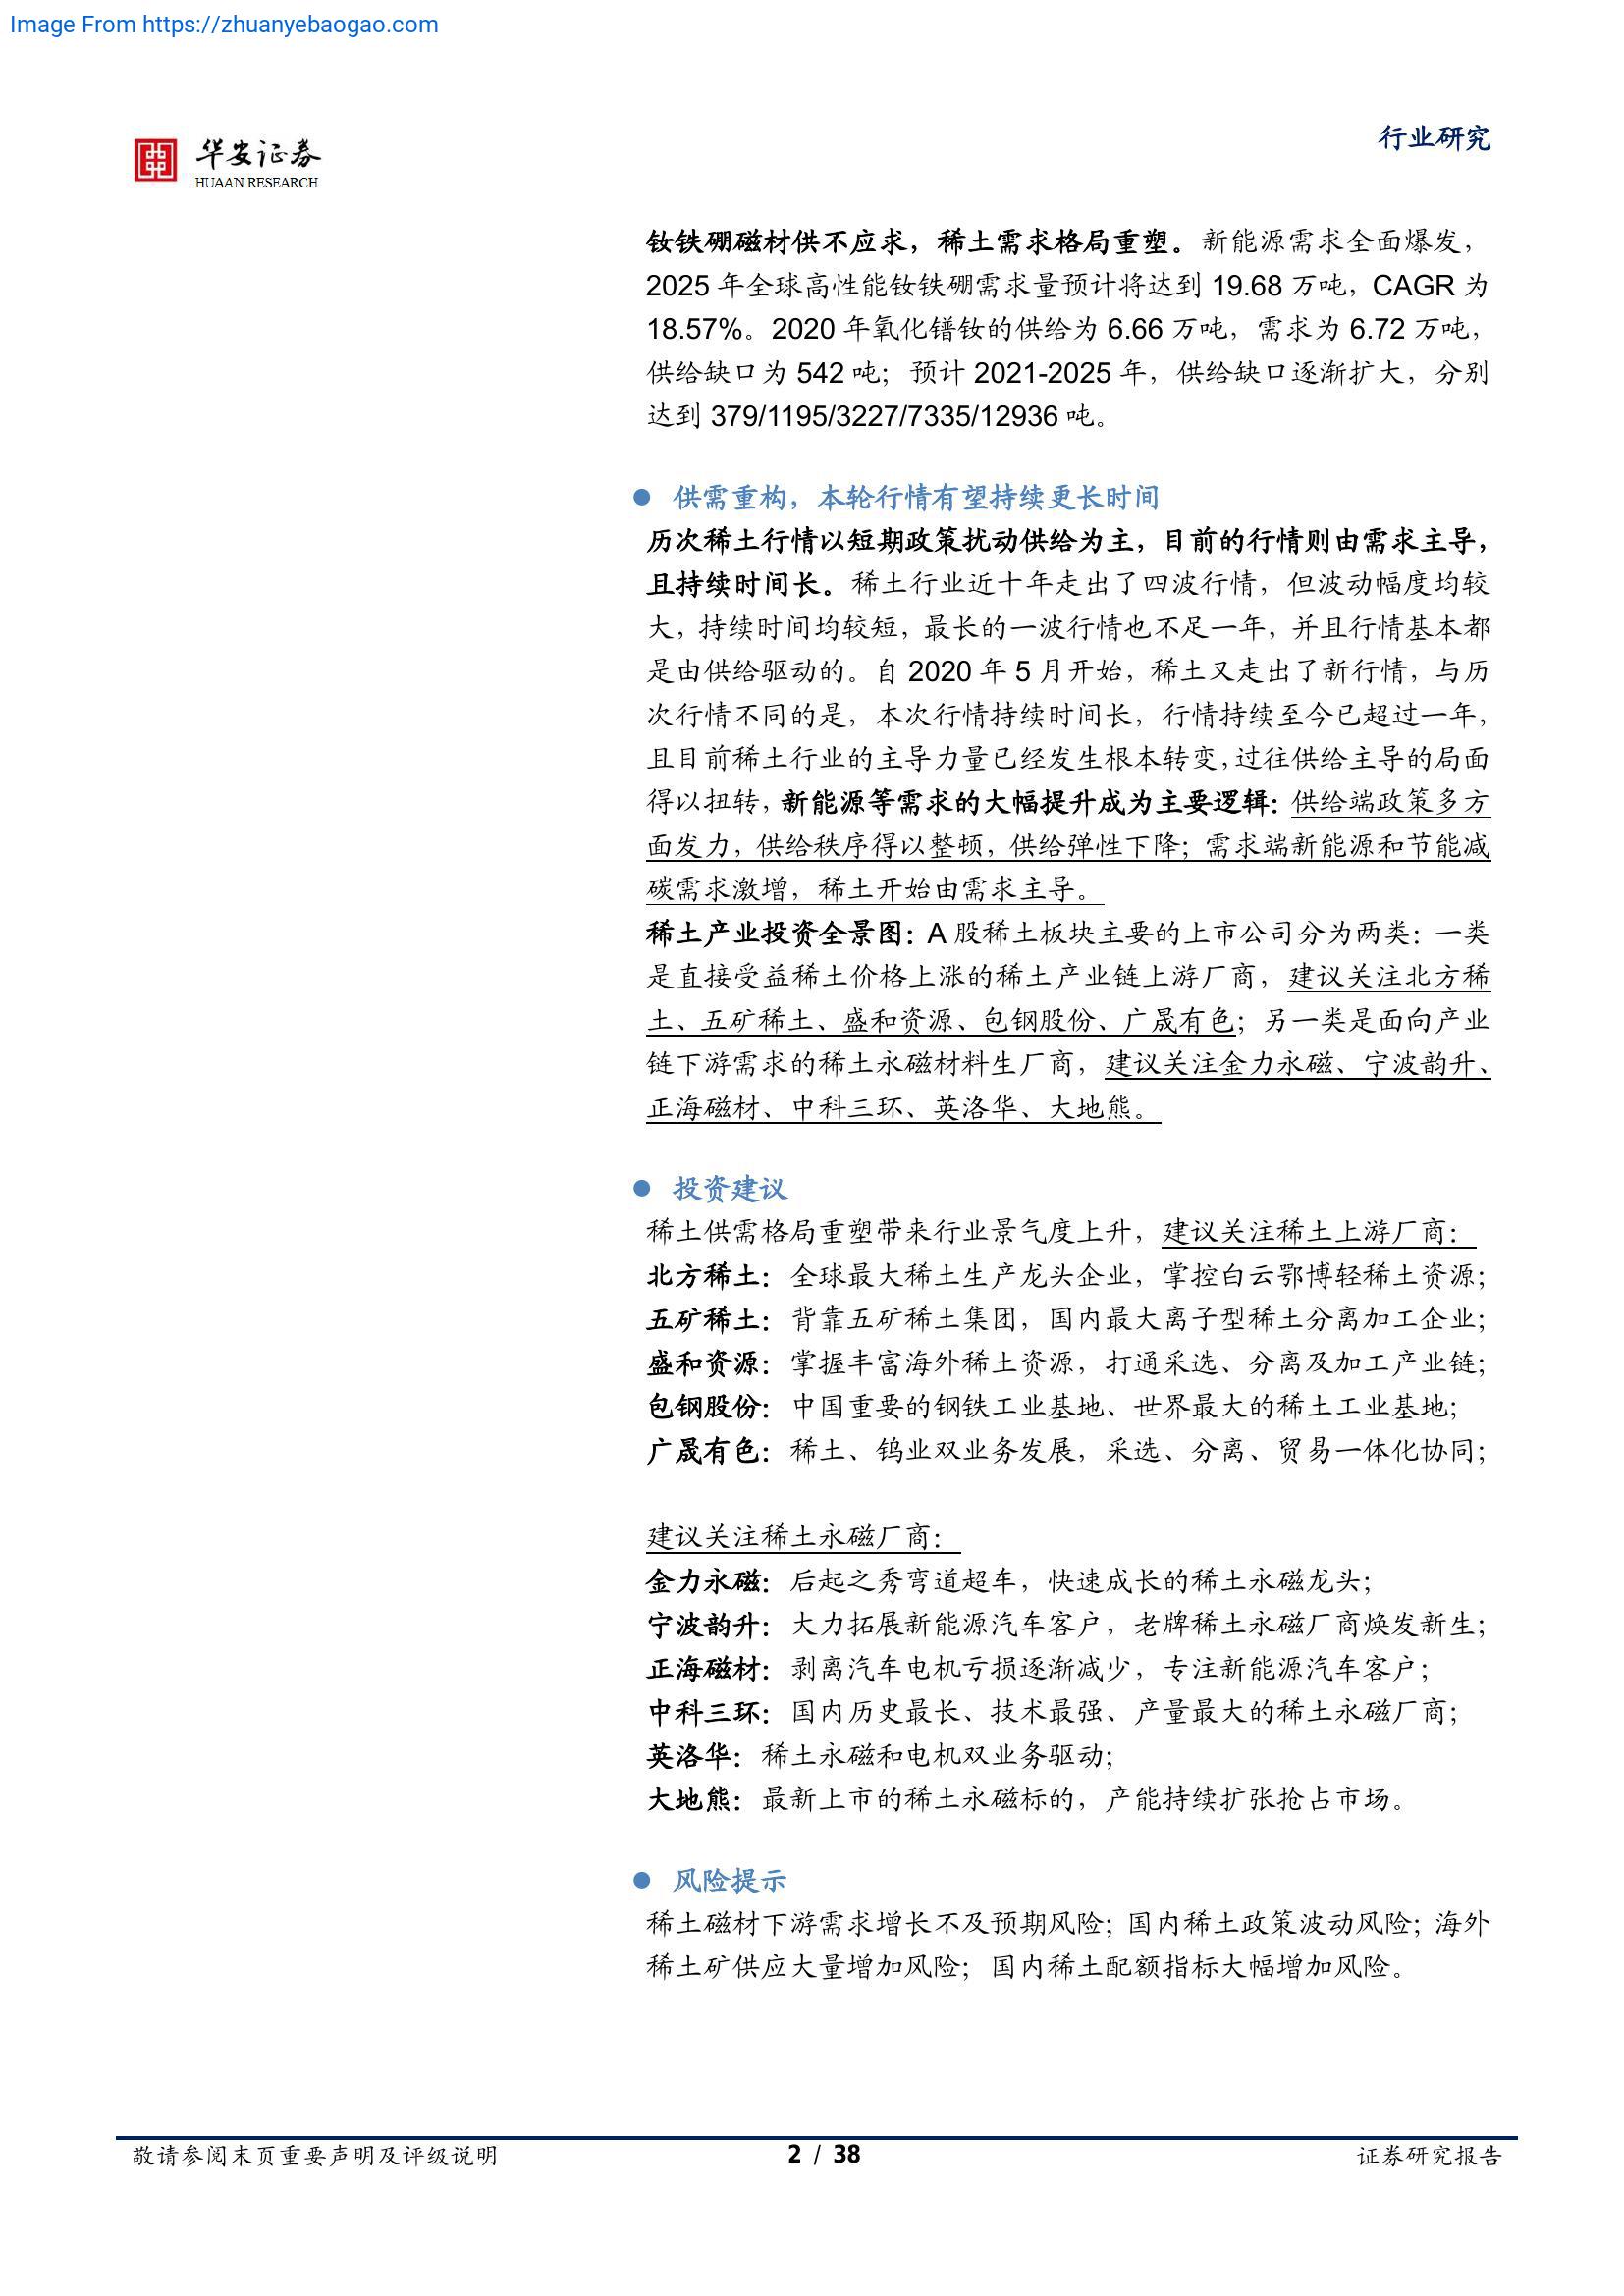 Image From https://zhuanyebaogao.com
华安证券
HUAAN RESEARCH
行业研究
钕铁硼磁材供不应求，稀土需求格局重塑。新能源需求全面爆发，
2025 年全球高性能钕铁硼需求量预计将达到 19.68 万吨，CAGR 为
18.57%。2020 年氧化镨钕的供给为 6.66 万吨，需求为 6.72 万吨，
供给缺口为 542 吨；预计 2021-2025 年，供给缺口逐渐扩大，分别
达到 379/1195/3227/7335/12936 吨。
● 供需重构，本轮行情有望持续更长时间
历次稀土行情以短期政策扰动供给为主，目前的行情则由需求主导，
且持续时间长。稀土行业近十年走出了四波行情，但波动幅度均较
大，持续时间均较短，最长的一波行情也不足一年，并且行情基本都
是由供给驱动的。自 2020 年 5 月开始，稀土又走出了新行情，与历
次行情不同的是，本次行情持续时间长，行情持续至今已超过一年，
且目前稀土行业的主导力量已经发生根本转变，过往供给主导的局面
得以扭转，新能源等需求的大幅提升成为主要逻辑：供给端政策多方
面发力，供给秩序得以整顿，供给弹性下降；需求端新能源和节能减
碳需求激增，稀土开始由需求主导。
稀土产业投资全景图：A 股稀土板块主要的上市公司分为两类：一类
是直接受益稀土价格上涨的稀土产业链上游厂商，建议关注北方稀
土、五矿稀土、盛和资源、包钢股份、广晟有色；另一类是面向产业
链下游需求的稀土永磁材料生厂商，建议关注金力永磁、宁波韵升、
正海磁材、中科三环、英洛华、大地熊。
● 投资建议
稀土供需格局重塑带来行业景气度上升，建议关注稀土上游厂商：
北方稀土：全球最大稀土生产龙头企业，掌控白云鄂博轻稀土资源；
五矿稀土：背靠五矿稀土集团，国内最大离子型稀土分离加工企业；
盛和资源：掌握丰富海外稀土资源，打通采选、分离及加工产业链；
包钢股份：中国重要的钢铁工业基地、世界最大的稀土工业基地；
广晟有色：稀土、钨业双业务发展，采选、分离、贸易一体化协同；
建议关注稀土永磁厂商：
金力永磁：后起之秀弯道超车，快速成长的稀土永磁龙头；
宁波韵升：大力拓展新能源汽车客户，老牌稀土永磁厂商焕发新生；
正海磁材：剥离汽车电机亏损逐渐减少，专注新能源汽车客户；
中科三环：国内历史最长、技术最强、产量最大的稀土永磁厂商；
英洛华：稀土永磁和电机双业务驱动；
大地熊：最新上市的稀土永磁标的，产能持续扩张抢占市场。
● 风险提示
稀土磁材下游需求增长不及预期风险；国内稀土政策波动风险；海外
稀土矿供应大量增加风险；国内稀土配额指标大幅增加风险。
敬请参阅末页重要声明及评级说明
2 / 38
证券研究报告